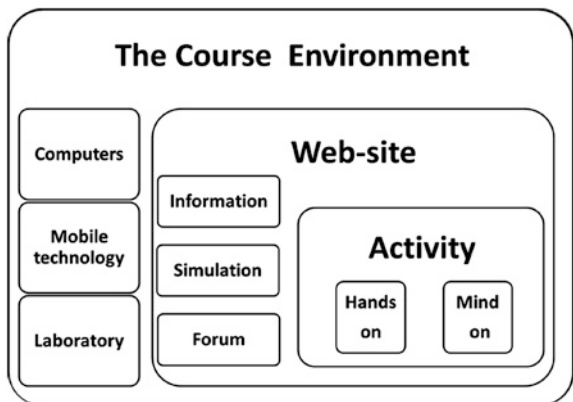 The Course Environment
Computers
Mobile
technology
Laboratory
Web-site
Information
Simulation
Forum
Activity
Hands
on
Mind
on